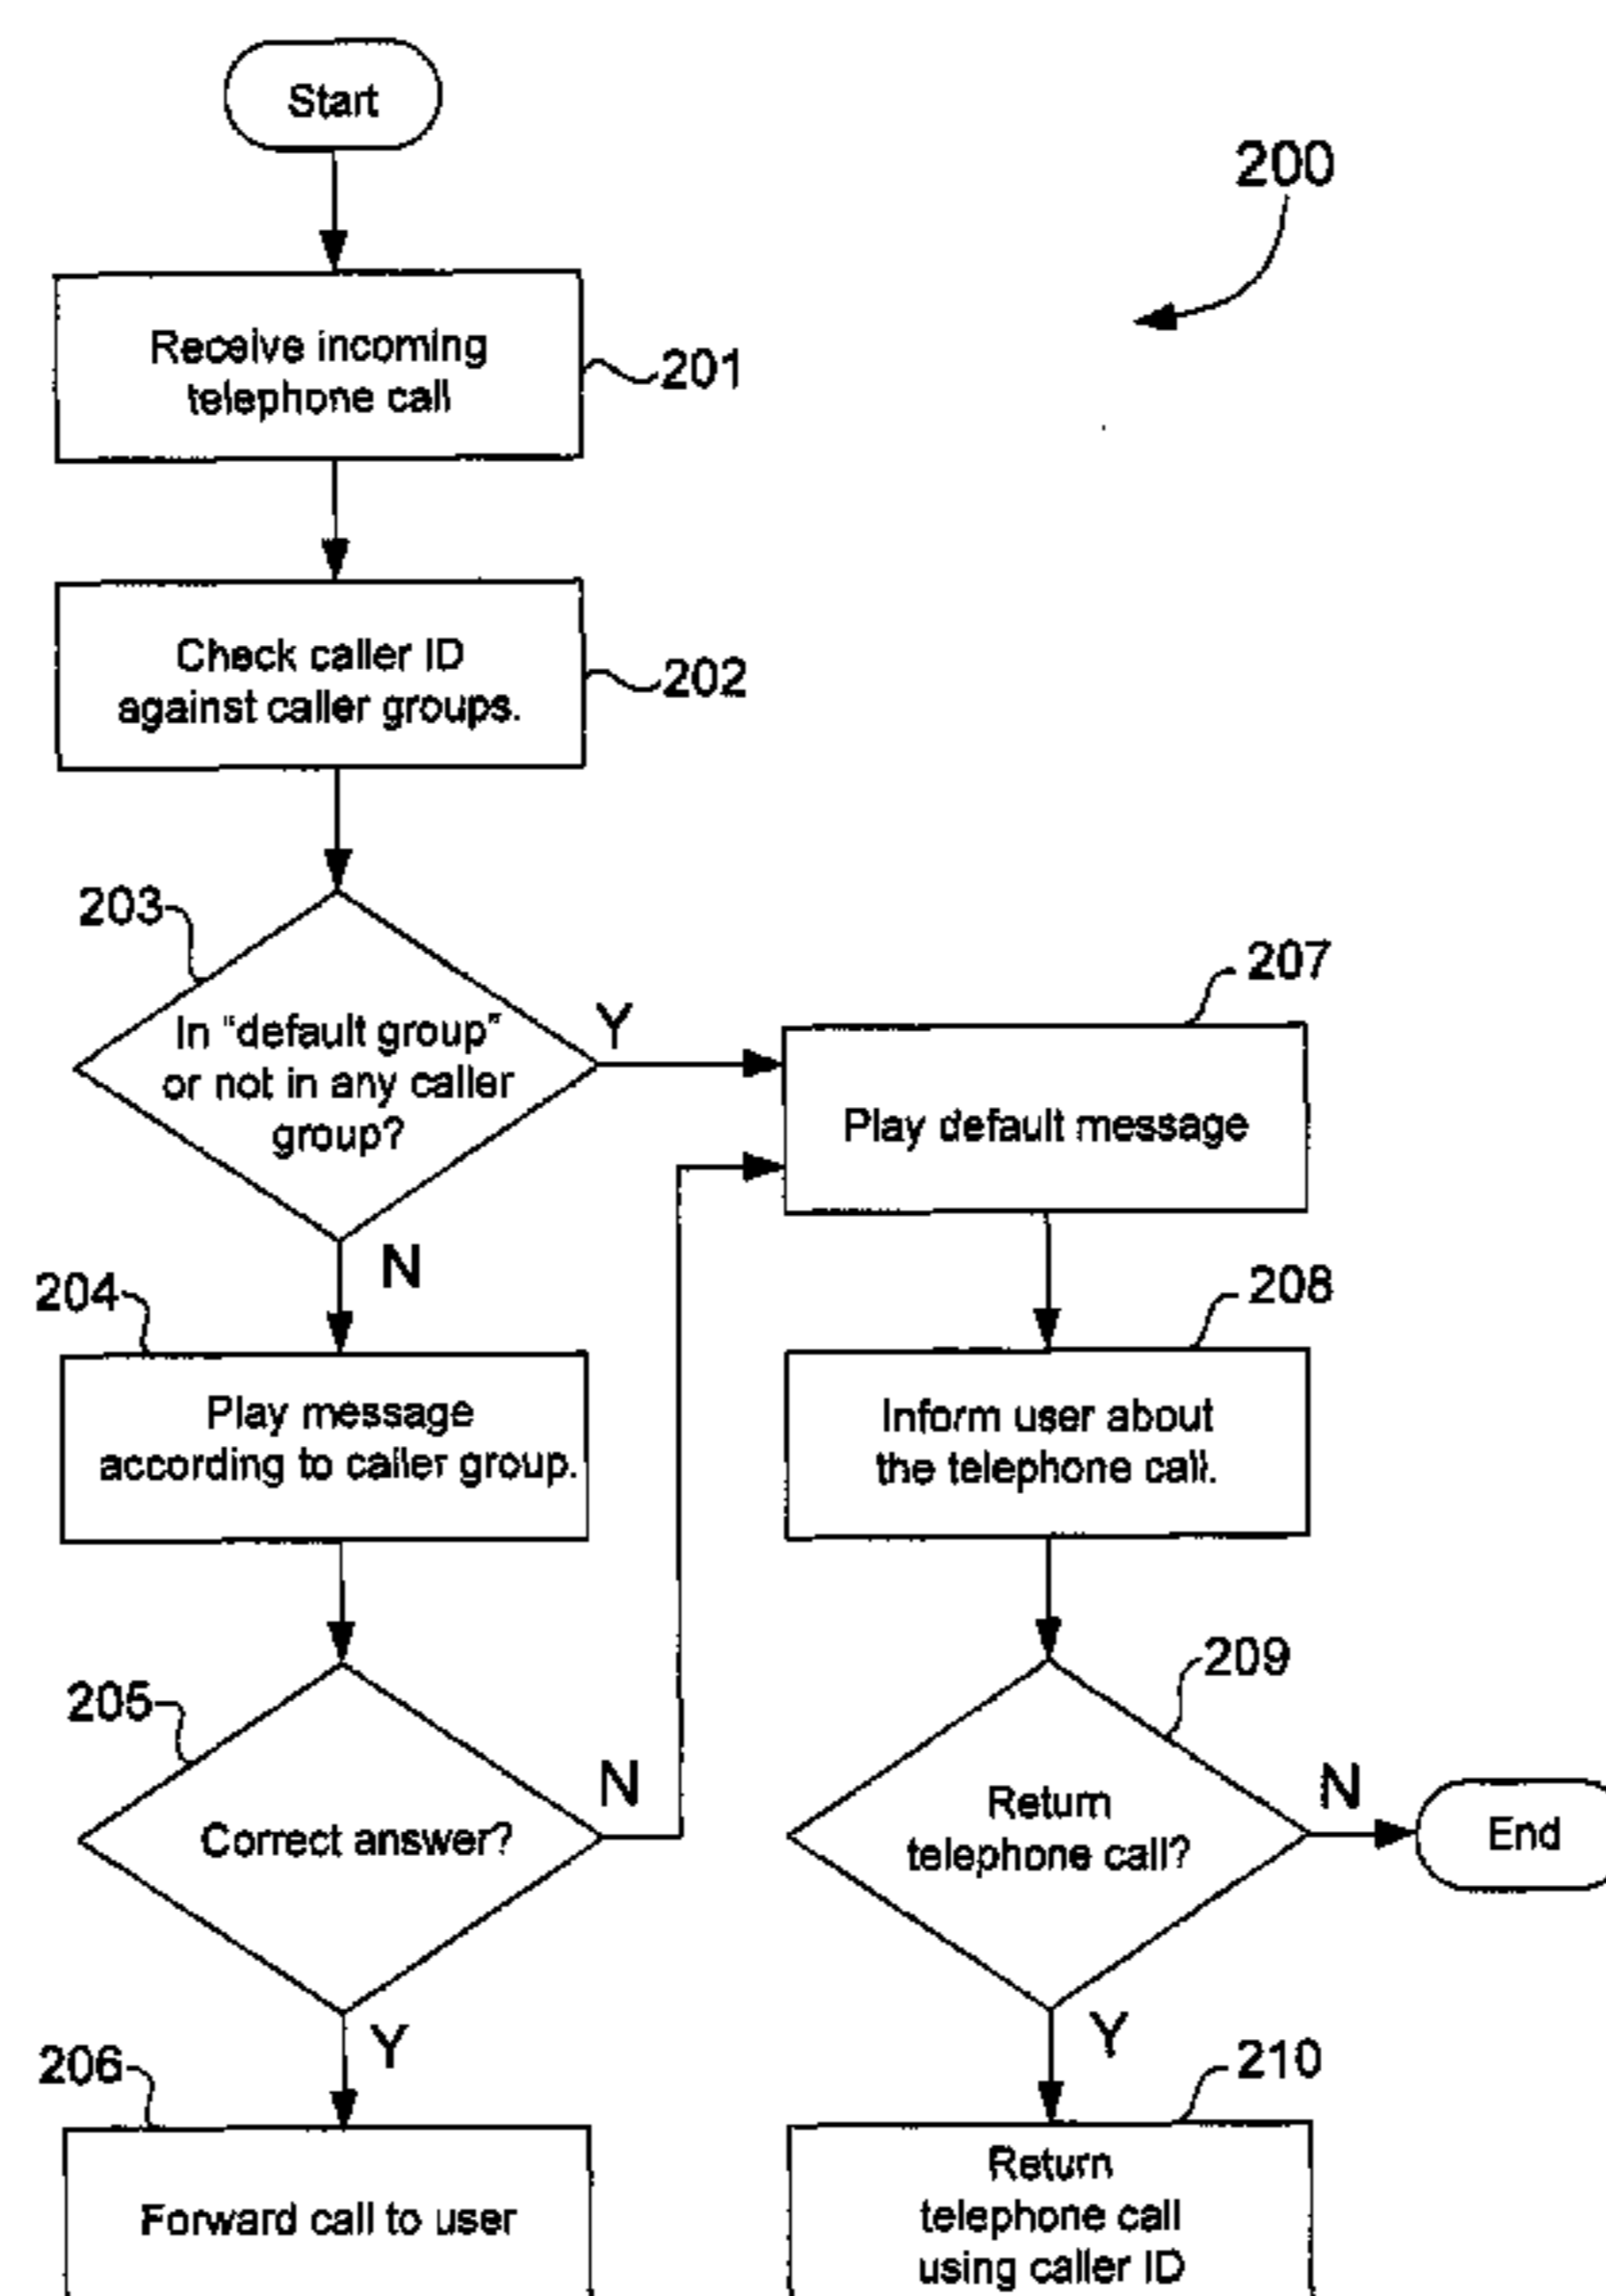 Start
200
Receive incoming
telephone call
201
Check caller ID
against caller groups.
202
203
In "default group"
or not in any caller
group?
Y
N
207
Play default message
204
Play message
according to caller group.
208
Inform user about
the telephone call.
205
Correct answer?
N
Y
209
Return
telephone call?
N
End
Y
206
Forward call to user
210
Return
telephone call
using caller ID